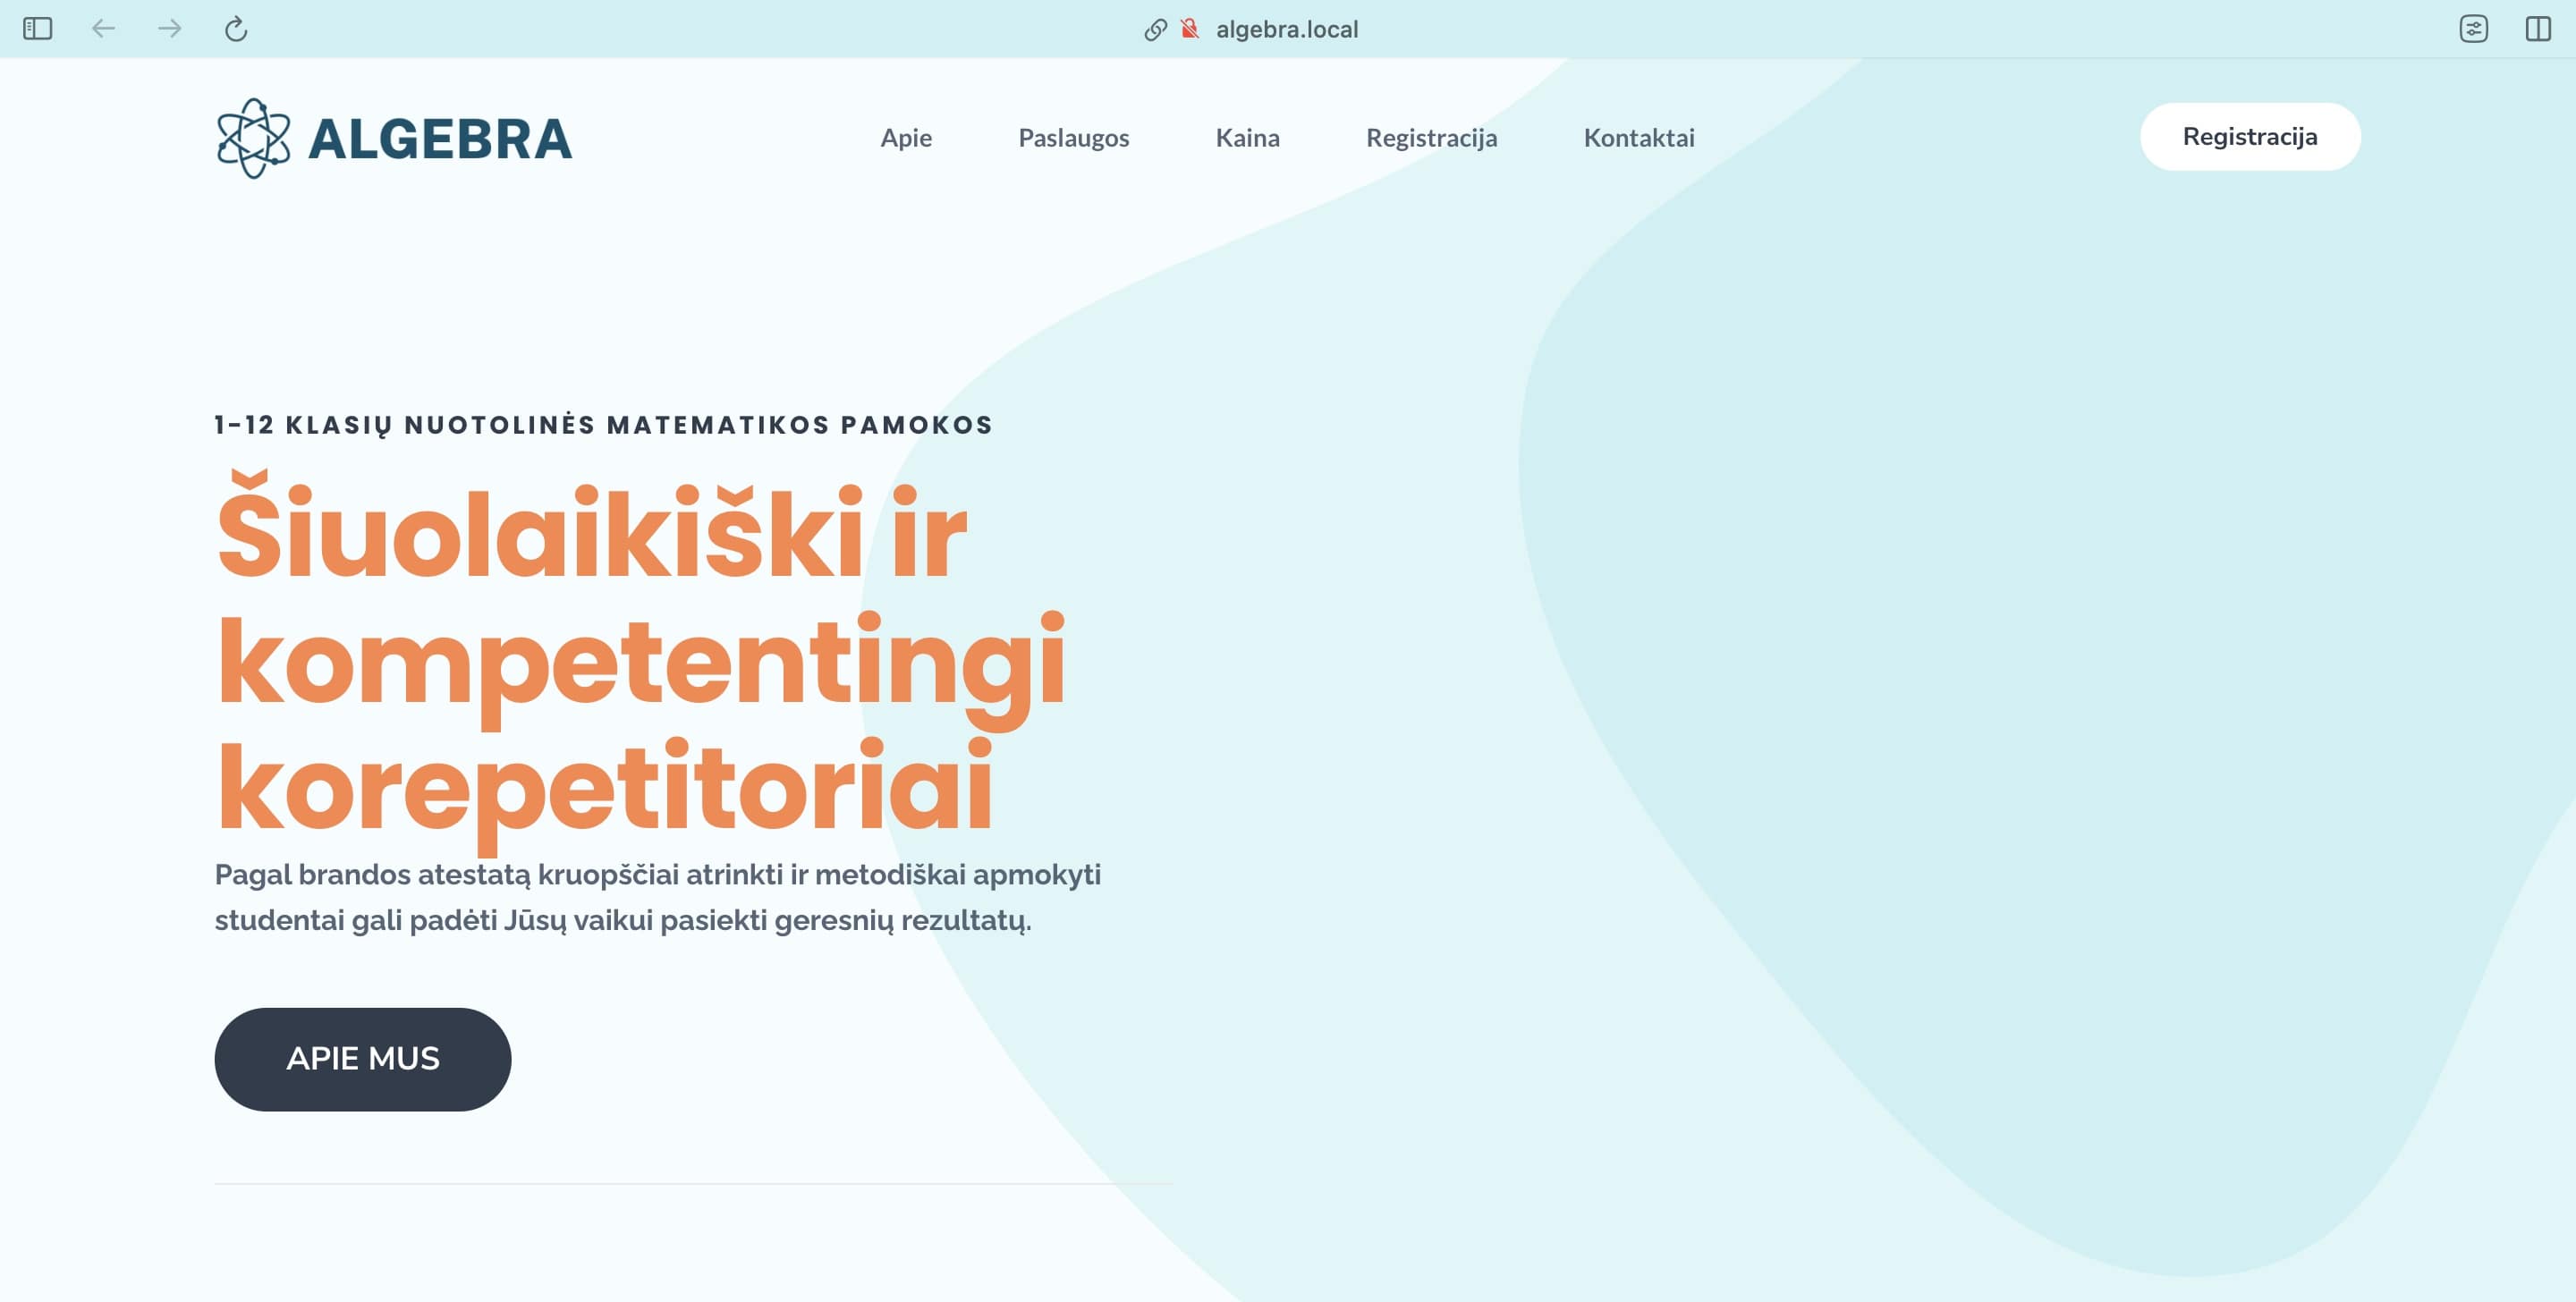 algebra.local
ALGEBRA
Apie Paslaugos Kaina Registracija Kontaktai
Registracija
1-12 KLASIŲ NUOTOLINĖS MATEMATIKOS PAMOKOS
Šiuolaikiški ir
kompetentingi
korepetitoriai
Pagal brandos atestatą kruopščiai atrinkti ir metodiškai apmokyti
studentai gali padėti Jūsų vaikui pasiekti geresnių rezultatų.
APIE MUS